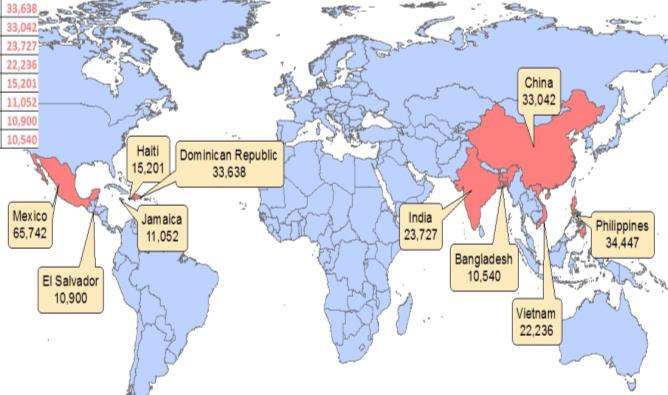 33,638
33,042
23,727
22,236
15,201
11,052
10,900
10,540
China
33,042
Haiti
15,201
Dominican Republic
33,638
Mexico
65,742
Jamaica
11,052
India
23,727
Philippines
34,447
Bangladesh
10,540
El Salvador
10,900
Vietnam
22,236